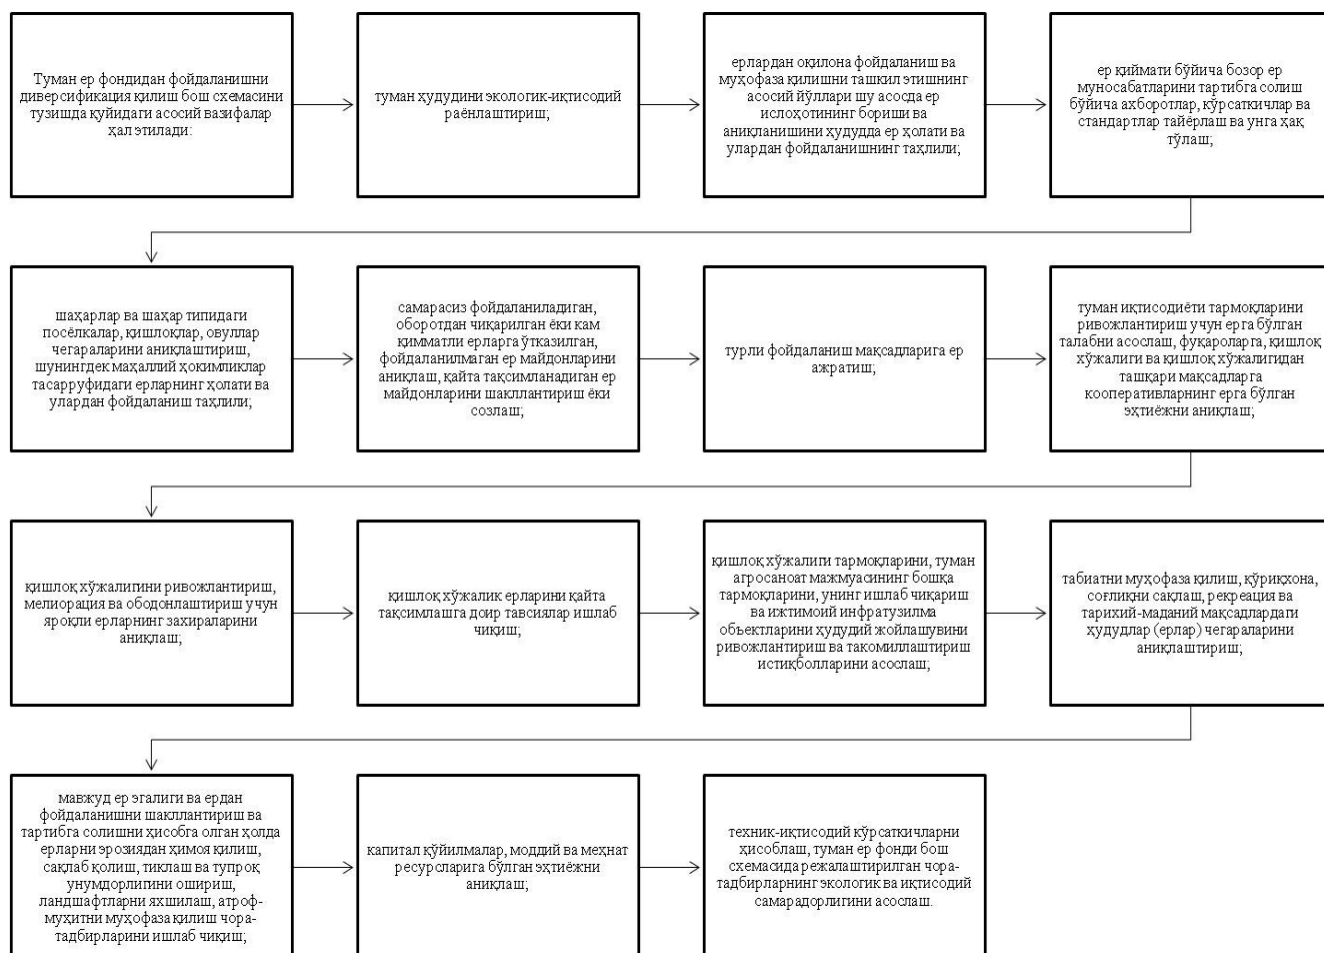 Туман ер фондидан фойдаланишни
диверсификация қилиш бош схемасини
тузишда қуйидаги асосий вазифалар
ҳал этилади:
туман ҳудудини экологик-иқтисодий
раёнлаштириш;
ерлардан оқилона фойдаланиш ва
муҳофаза қилишни ташкил этишнинг
асосий йўллари шу асосда ер
ислоҳотининг бориши ва
аниқланишини ҳудудда ер ҳолати ва
улардан фойдаланишнинг таҳлили;
ер қиймати бўйича бозор ер
муносабатларини тартибга солиш
бўйича ахборотлар, кўрсаткичлар ва
стандартлар тайёрлаш ва унга ҳақ
тўлаш;
шаҳарлар ва шаҳар типидаги
посёлкалар, қишлоқлар, овуллар
чегараларини аниқлаштириш,
шунингдек маҳаллий ҳокимликлар
тасарруфидаги ерларнинг ҳолати ва
улардан фойдаланиш таҳлили;
самарасиз фойдаланиладиган,
оборотдан чиқарилган ёки кам
қимматли ерларга ўтказилган,
фойдаланилмаган ер майдонларини
аниқлаш, қайта тақсимланадиган ер
майдонларини шакллантириш ёки
созлаш;
турли фойдаланиш мақсадларига ер
ажратиш;
туман иқтисодиёти тармоқларини
ривожлантириш учун ерга бўлган
талабни асослаш, фуқароларга, қишлоқ
хўжалиги ва қишлоқ хўжалигидан
ташқари мақсадларга
кооперативларнинг ерга бўлган
эҳтиёжни аниқлаш;
қишлоқ хўжалигини ривожлантириш,
мелиорация ва ободонлаштириш учун
яроқли ерларнинг захираларини
аниқлаш;
қишлоқ хўжалик ерларини қайта
тақсимлашга доир тавсиялар ишлаб
чиқиш;
қишлоқ хўжалиги тармоқларини, туман
агросаноат мажмуасининг бошқа
тармоқларини, унинг ишлаб чиқариш
ва ижтимоий инфратузилма
объектларини ҳудудий жойлашувини
ривожлантириш ва такомиллаштириш
истиқболларини асослаш;
табиатни муҳофаза қилиш, қўриқхона,
соғлиқни сақлаш, рекреация ва
тарихий-маданий мақсадлардаги
ҳудудлар (ерлар) чегараларини
аниқлаштириш;
мавжуд ер эгалиги ва ердан
фойдаланишни шакллантириш ва
тартибга солишни ҳисобга олган ҳолда
ерларни эрозиядан ҳимоя қилиш,
сақлаб қолиш, тиклаш ва тупроқ
унумдорлигини ошириш,
ландшафтларни яхшилаш, атроф-
муҳитни муҳофаза қилиш чора-
тадбирларини ишлаб чиқиш;
капитал қўйилмалар, моддий ва меҳнат
ресурсларига бўлган эҳтиёжни
аниқлаш;
техник-иқтисодий кўрсаткичларни
ҳисоблаш, туман ер фонди бош
схемасида режалаштирилган чора-
тадбирларнинг экологик ва иқтисодий
самарадорлигини асослаш.